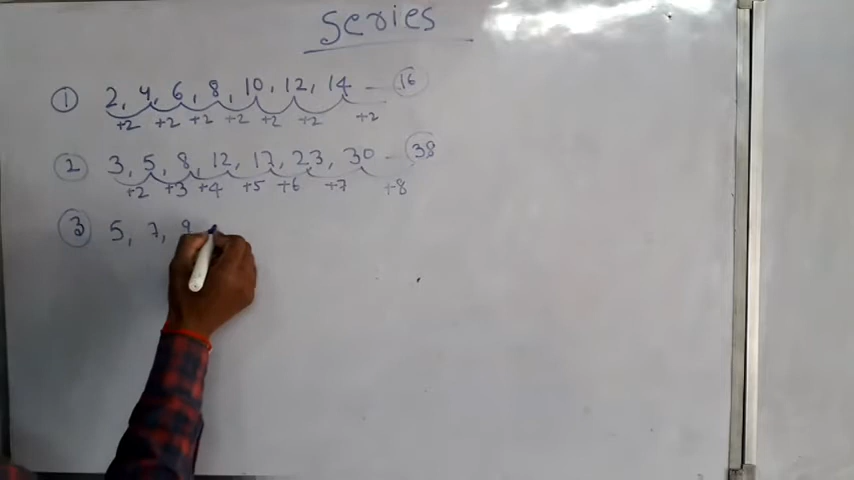 Series
① 2, 4, 6, 8, 10, 12, 14 — 16
+2 +2 +2 +2 +2 +2 +2
② 3, 5, 8, 12, 17, 23, 30 - 38
+2 +3 +4 +5 +6 +7 +8
③ 5, 7, 9